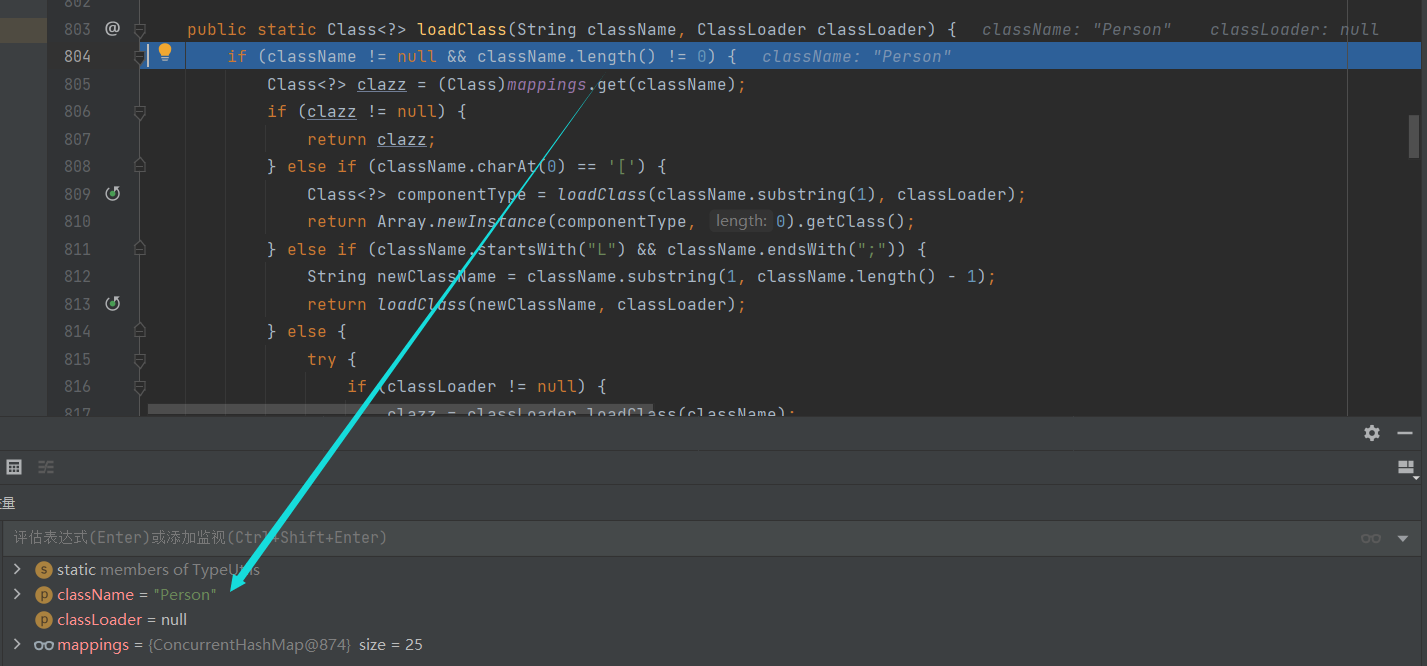 802
803 @ public static Class<?> loadClass(String className, ClassLoader classLoader) { className: "Person" classLoader: null
804 if (className != null && className.length() != 0) { className: "Person"
805 Class<?> clazz = (Class)mappings.get(className);
806 if (clazz != null) {
807 return clazz;
808 } else if (className.charAt(0) == '[') {
809 Class<?> componentType = loadClass(className.substring(1), classLoader);
810 return Array.newInstance(componentType, length: 0).getClass();
811 } else if (className.startsWith("L") && className.endsWith(";")) {
812 String newClassName = className.substring(1, className.length() - 1);
813 return loadClass(newClassName, classLoader);
814 } else {
815 try {
816 if (classLoader != null) {
817 clazz = classLoader.loadClass(className);
量
评估表达式(Enter)或添加监视(Ctrl+Shift+Enter)
s static members of TypeUtils
p className = "Person"
p classLoader = null
mappings = {ConcurrentHashMap@874} size = 25